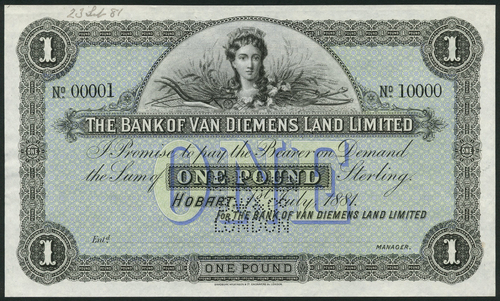 23 Feb 81
1 1
No 00001 No 10000
THE BANK OF VAN DIEMENS LAND LIMITED
I Promise to pay the Bearer on Demand
ONE
the Sum of ONE POUND Sterling.
HOBART, 1st July 1881.
FOR THE BANK OF VAN DIEMENS LAND LIMITED
LONDON
Entd
MANAGER.
1 ONE POUND 1